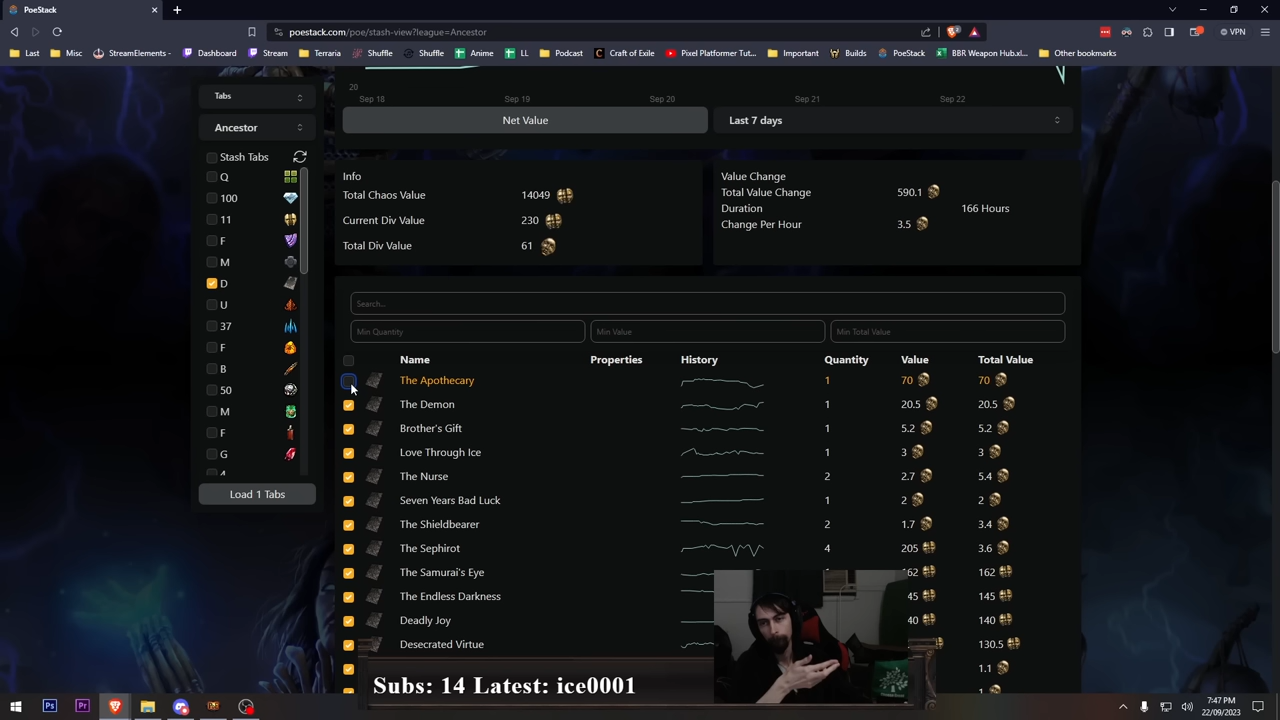 PoeStack
poestack.com/poe/stash-view?league=Ancestor
VPN
Last
Misc
StreamElements
Dashboard
Stream
Terraria
Shuffle
Shuffle
Anime
LL
Podcast
Craft of Exile
Pixel Platformer Tut...
Important
Builds
PoeStack
BBR Weapon Hub.xl...
Other bookmarks
Tabs
Ancestor
Stash Tabs
Q
100
11
F
M
D
U
37
F
B
50
M
F
G
Load 1 Tabs
20
Sep 18
Sep 19
Sep 20
Sep 21
Sep 22
Net Value
Last 7 days
Info
Total Chaos Value 14049
Current Div Value 230
Total Div Value 61
Value Change
Total Value Change 590.1
Duration 166 Hours
Change Per Hour 3.5
Search...
Min Quantity
Min Value
Min Total Value
Name Properties History Quantity Value Total Value
The Apothecary 1 70 70
The Demon 1 20.5 20.5
Brother's Gift 1 5.2 5.2
Love Through Ice 1 3 3
The Nurse 2 2.7 5.4
Seven Years Bad Luck 1 2 2
The Shieldbearer 2 1.7 3.4
The Sephirot 4 205 3.6
The Samurai's Eye 162
The Endless Darkness 145
Deadly Joy 140
Desecrated Virtue 130.5
1.1
Subs: 14 Latest: ice0001
7:47 PM
22/09/2023